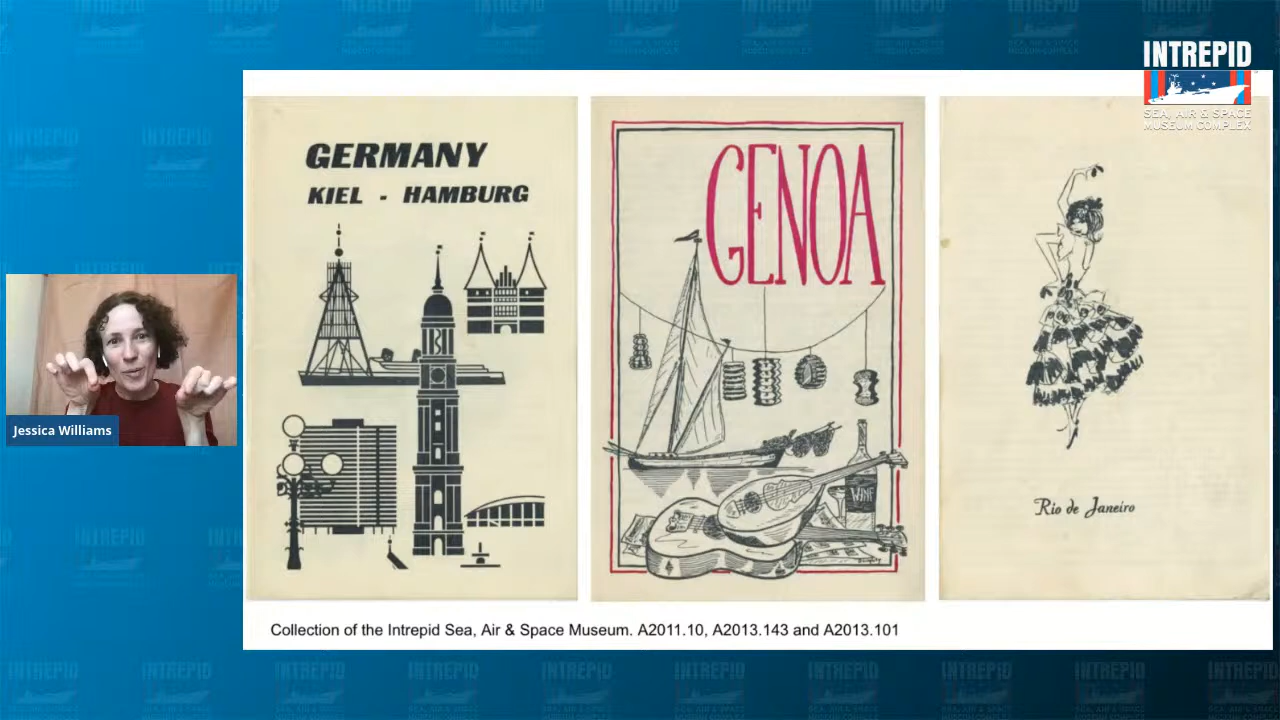 INTREPID
SEA, AIR & SPACE
MUSEUM COMPLEX
GERMANY
KIEL - HAMBURG
GENOA
WINE
Rio de Janeiro
Jessica Williams
Collection of the Intrepid Sea, Air & Space Museum. A2011.10, A2013.143 and A2013.101